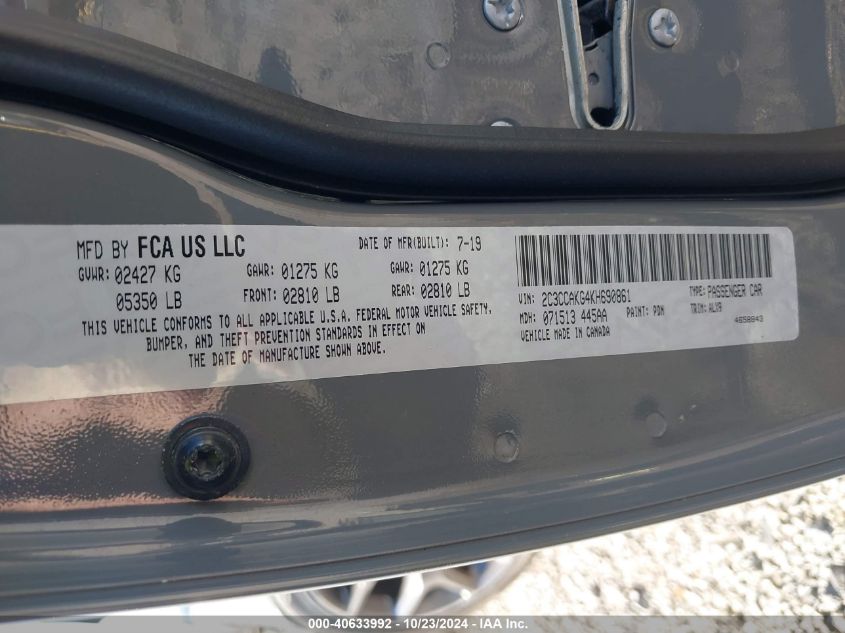 MFD BY FCA US LLC DATE OF MFR(BUILT): 7-19
GVWR: 02427 KG GAWR: 01275 KG GAWR: 01275 KG
05350 LB FRONT: 02810 LB REAR: 02810 LB
THIS VEHICLE CONFORMS TO ALL APPLICABLE U.S.A. FEDERAL MOTOR VEHICLE SAFETY,
BUMPER, AND THEFT PREVENTION STANDARDS IN EFFECT ON
THE DATE OF MANUFACTURE SHOWN ABOVE.
VIN: 2C3CCAKG4KH690861 TYPE: PASSENGER CAR
MDH: 071513 445AA PAINT: PDN TRIM: ALX9
VEHICLE MADE IN CANADA 4658843
000-40633992 - 10/23/2024 - IAA Inc.